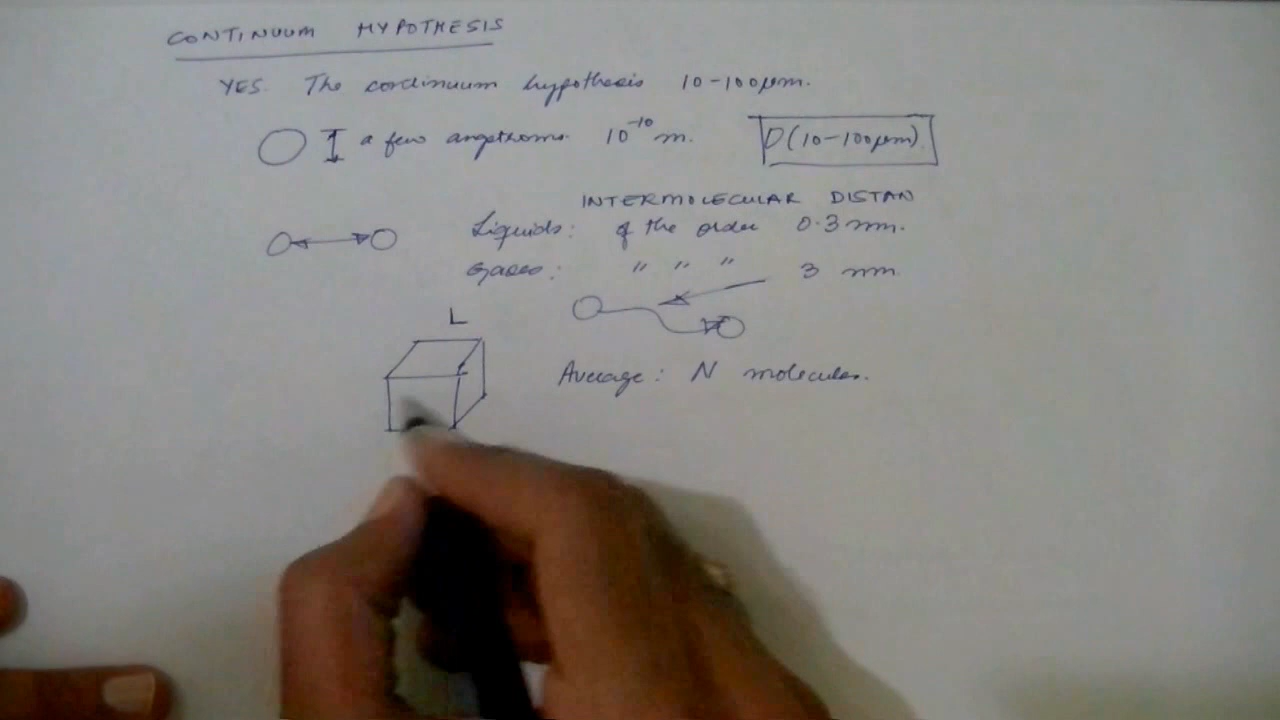 CONTINUUM HYPOTHESIS
YES. The continuum hypothesis 10-100μm.
a few angsthoms. 10⁻¹⁰ m. O(10-100μm)
INTERMOLECULAR DISTAN
Liquids: of the order 0.3 nm.
Gases: " " " 3 nm
L
Average: N molecules.